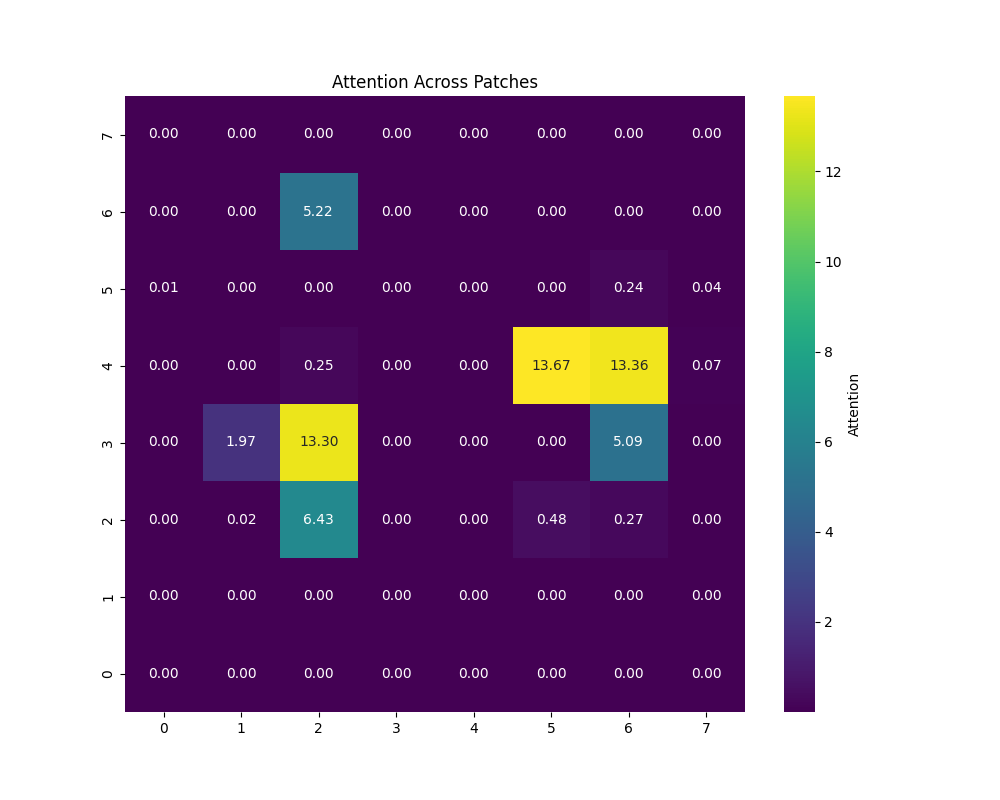 Attention Across Patches
7 0.00 0.00 0.00 0.00 0.00 0.00 0.00 0.00
6 0.00 0.00 5.22 0.00 0.00 0.00 0.00 0.00
5 0.01 0.00 0.00 0.00 0.00 0.00 0.24 0.04
4 0.00 0.00 0.25 0.00 0.00 13.67 13.36 0.07
3 0.00 1.97 13.30 0.00 0.00 0.00 5.09 0.00
2 0.00 0.02 6.43 0.00 0.00 0.48 0.27 0.00
1 0.00 0.00 0.00 0.00 0.00 0.00 0.00 0.00
0 0.00 0.00 0.00 0.00 0.00 0.00 0.00 0.00
0 1 2 3 4 5 6 7
12
10
8
6
4
2
Attention